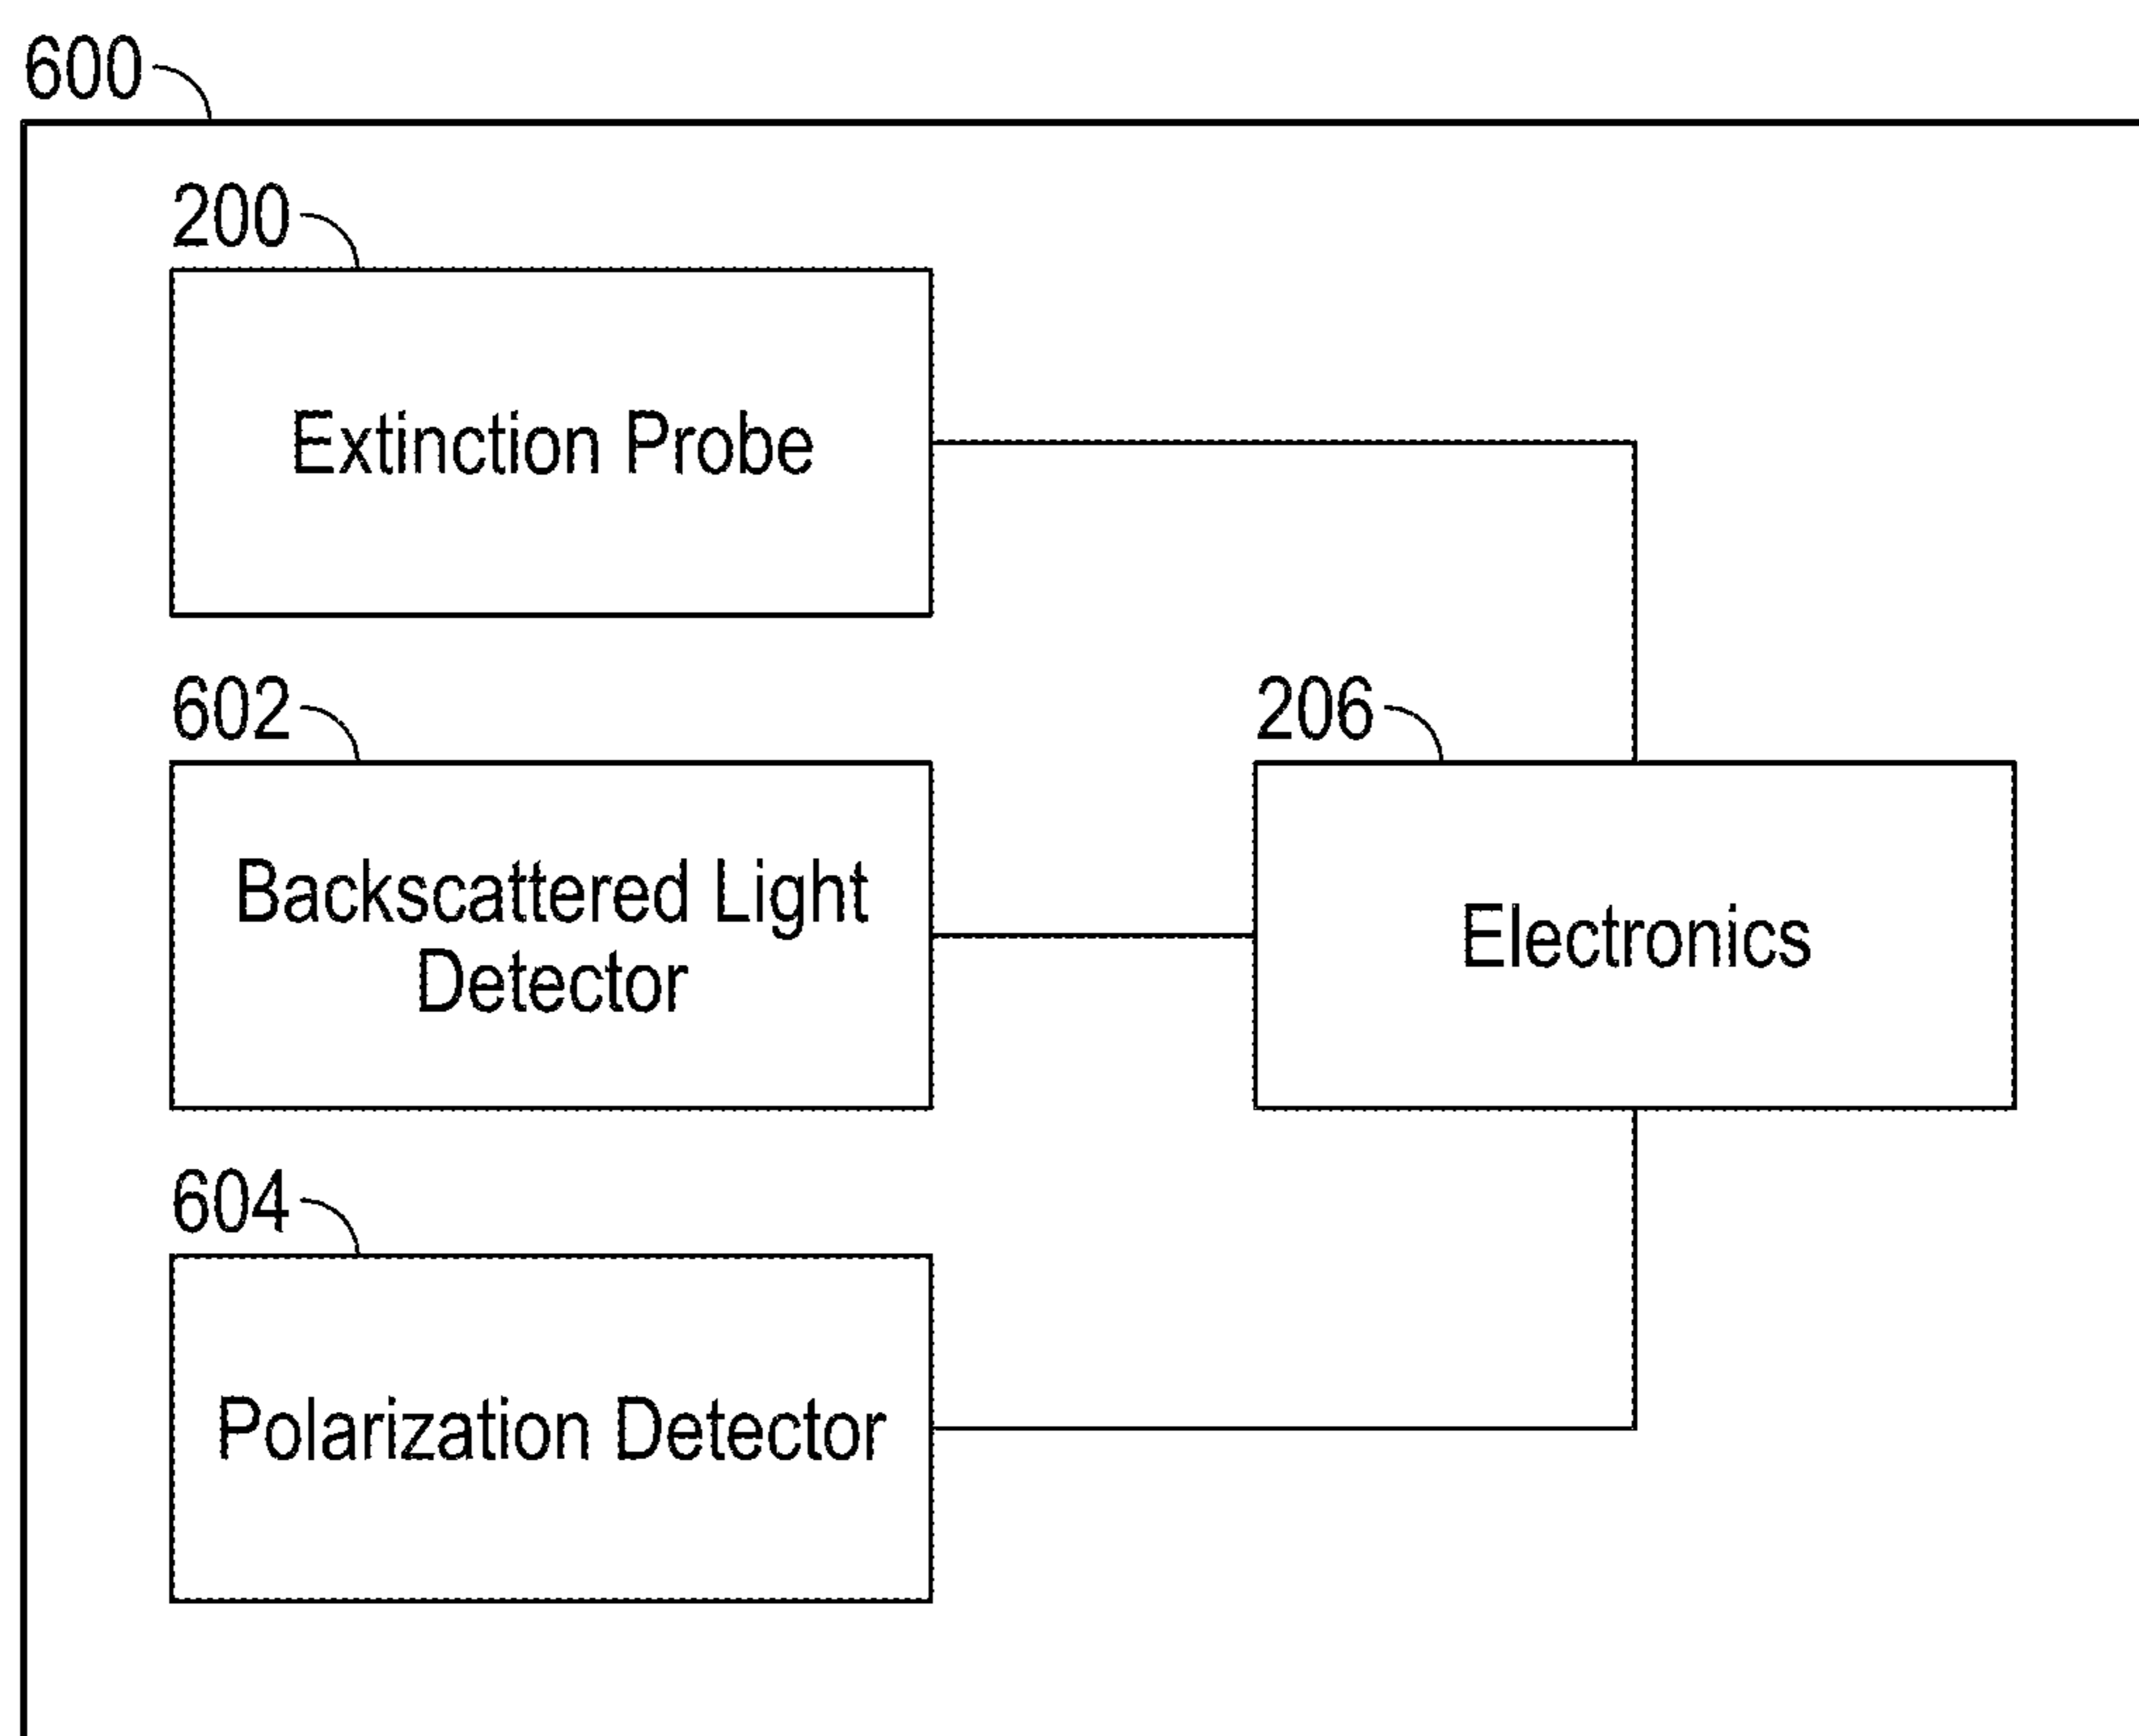 600
200
Extinction Probe
602
206
Backscattered Light
Detector
Electronics
604
Polarization Detector